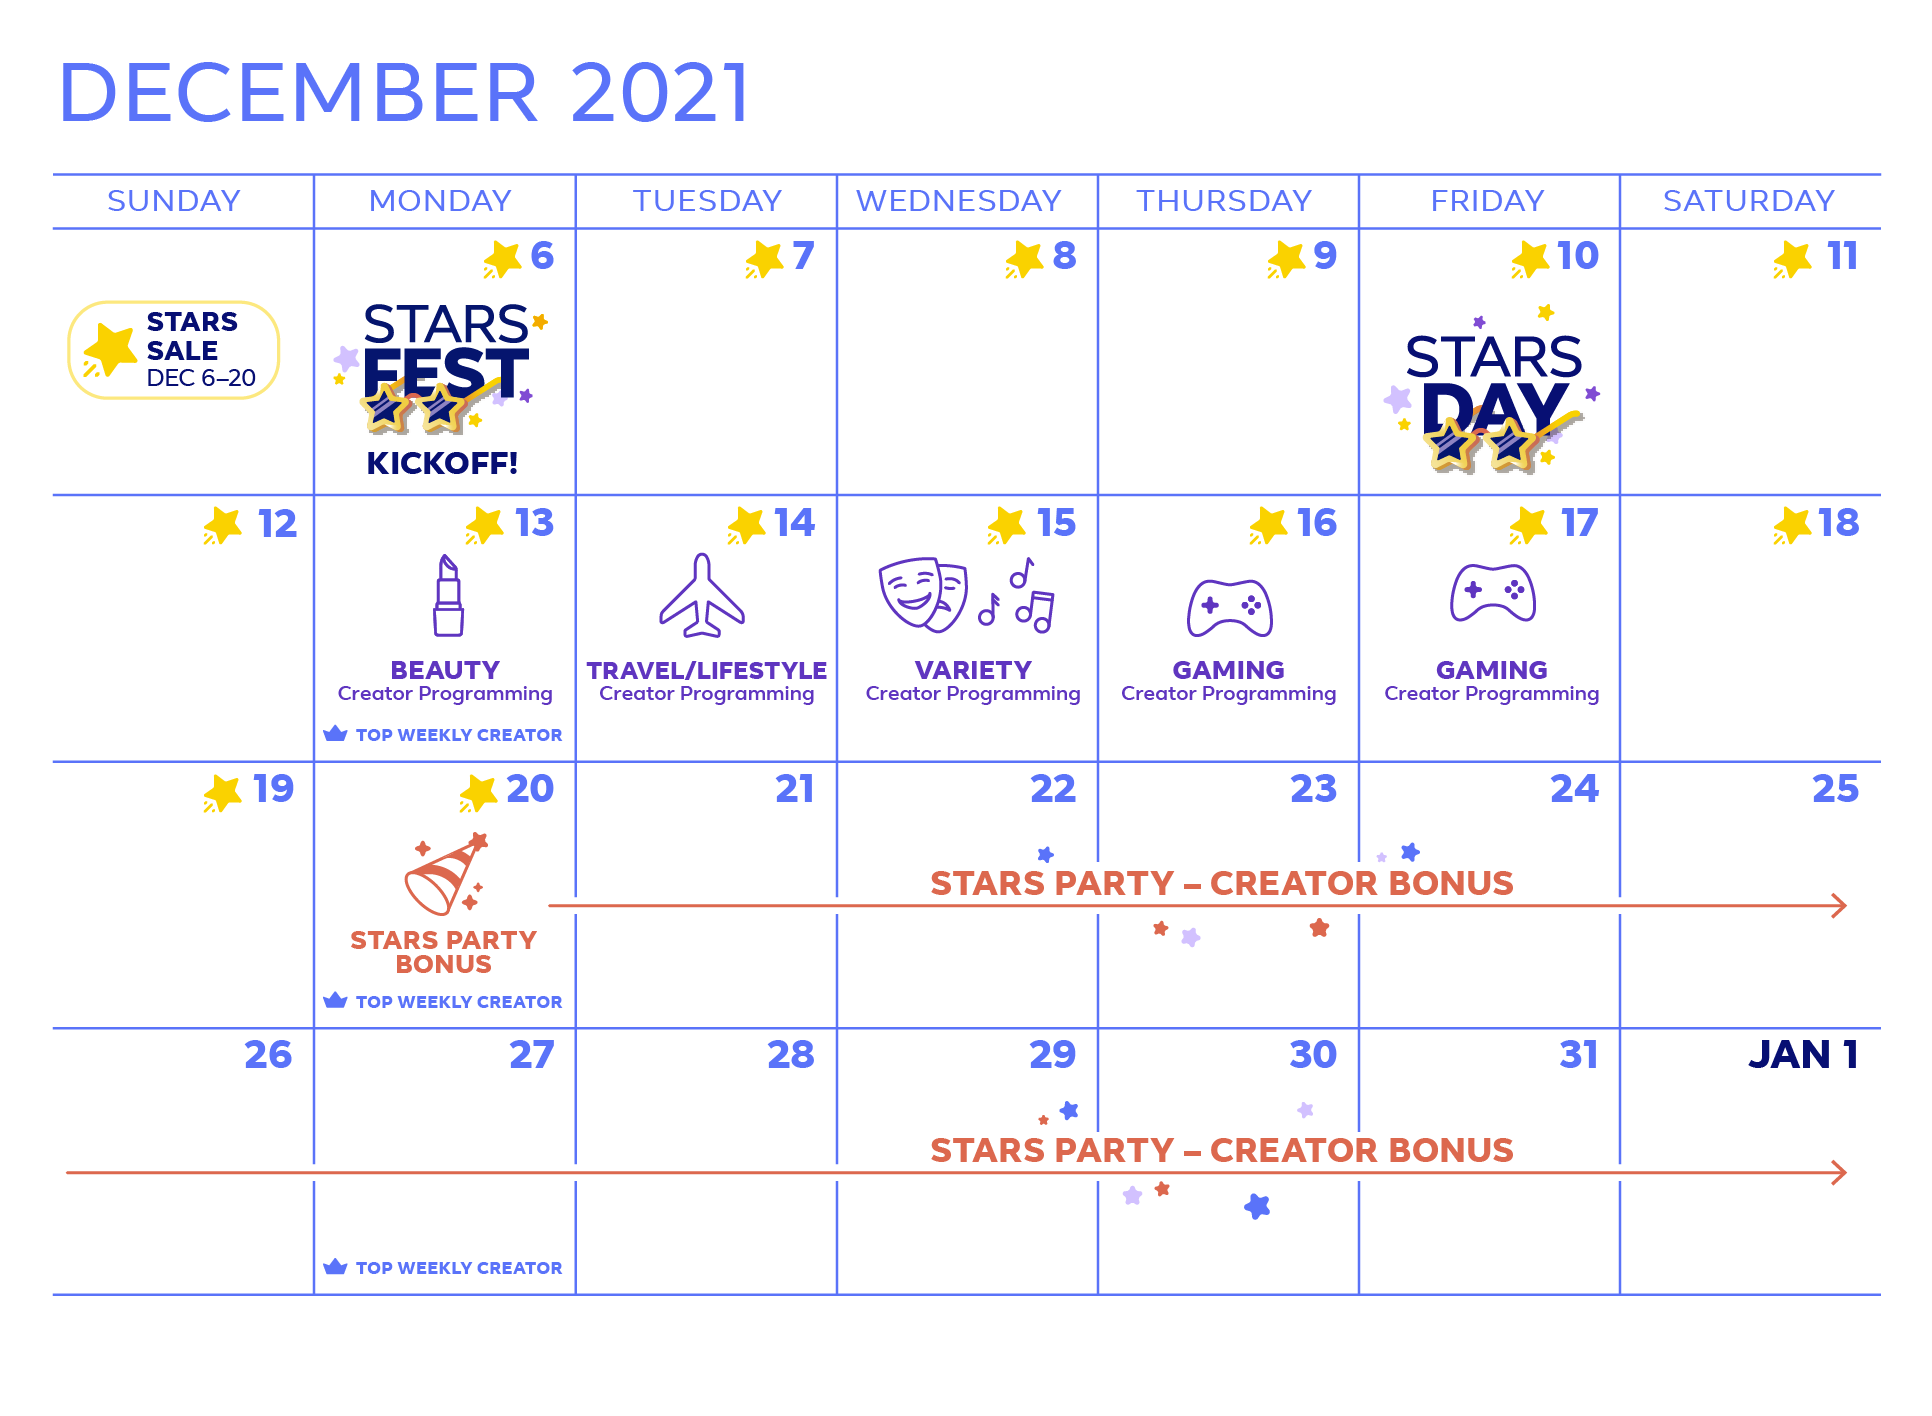 DECEMBER 2021
SUNDAY
MONDAY
TUESDAY
WEDNESDAY
THURSDAY
FRIDAY
SATURDAY
STARS
SALE
DEC 6–20
6
STARS
FEST
KICKOFF!
7
8
9
10
STARS
DAY
11
12
13
BEAUTY
Creator Programming
TOP WEEKLY CREATOR
14
TRAVEL/LIFESTYLE
Creator Programming
15
VARIETY
Creator Programming
16
GAMING
Creator Programming
17
GAMING
Creator Programming
18
19
20
STARS PARTY
BONUS
TOP WEEKLY CREATOR
21
22
23
24
25
STARS PARTY – CREATOR BONUS
26
27
28
29
30
31
JAN 1
STARS PARTY – CREATOR BONUS
TOP WEEKLY CREATOR